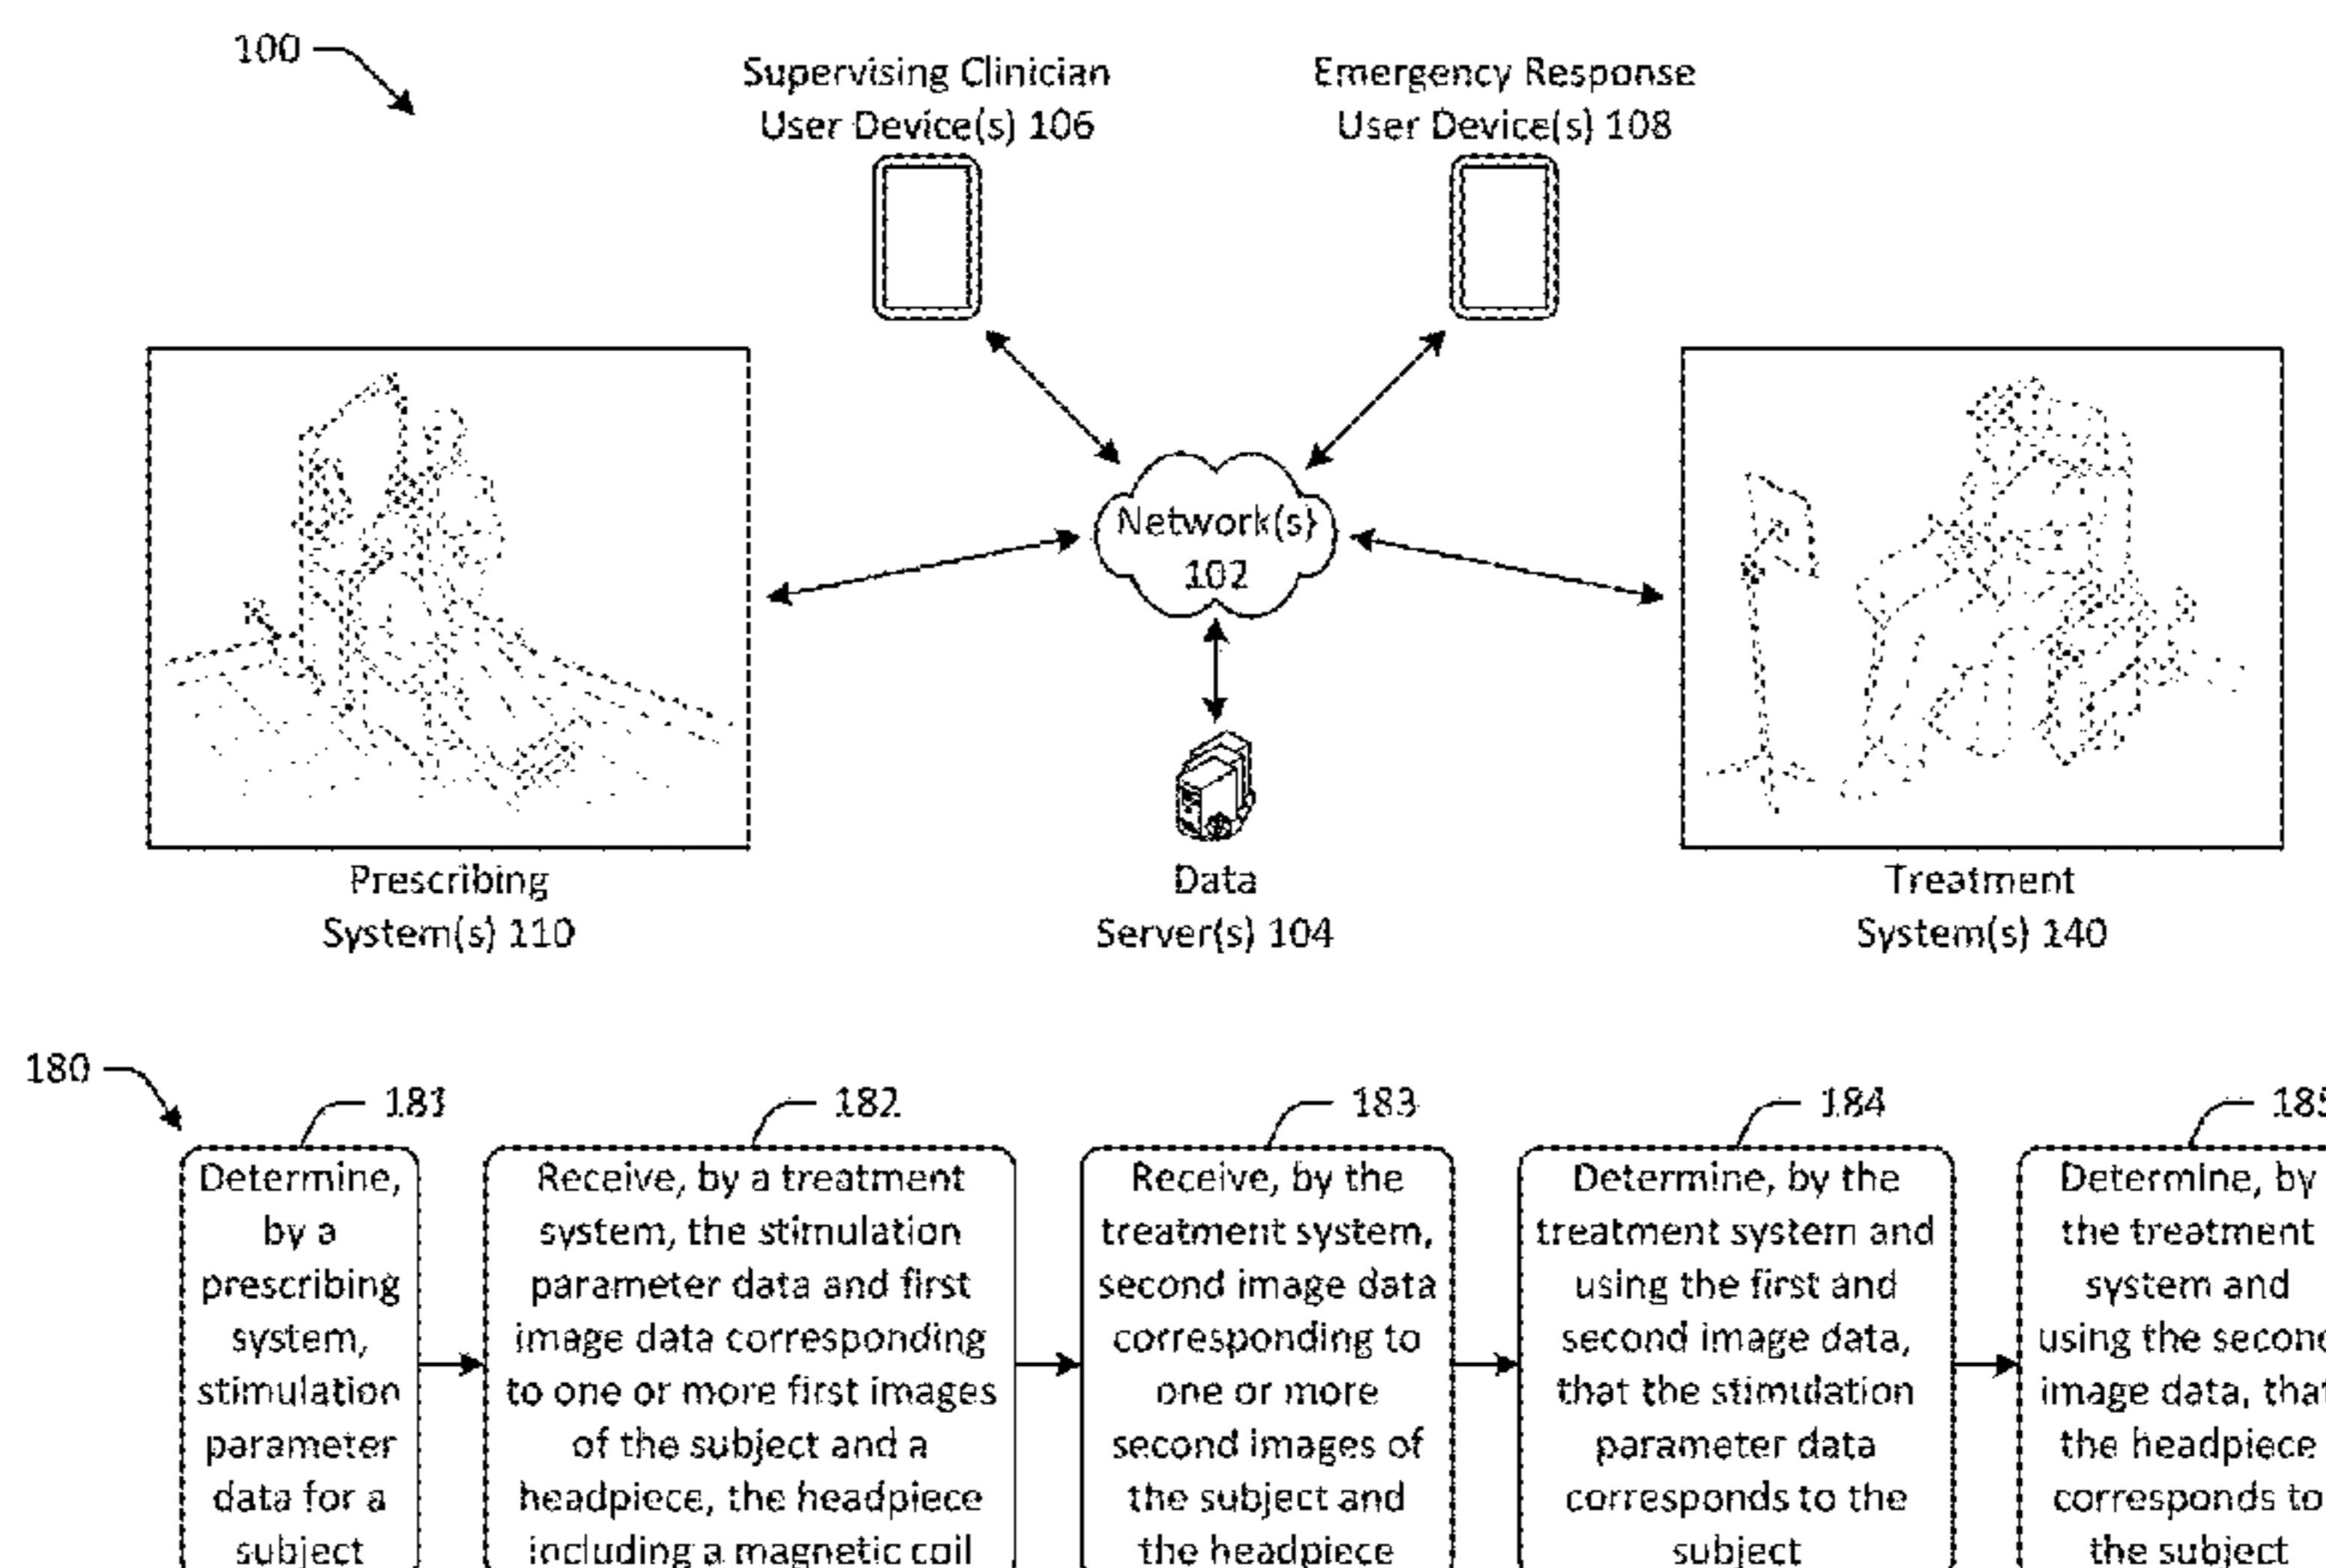 100
Supervising Clinician
User Device(s) 106
Emergency Response
User Device(s) 108
Network(s)
102
Prescribing
System(s) 110
Data
Server(s) 104
Treatment
System(s) 140
180
181
Determine,
by a
prescribing
system,
stimulation
parameter
data for a
subject
182
Receive, by a treatment
system, the stimulation
parameter data and first
image data corresponding
to one or more first images
of the subject and a
headpiece, the headpiece
including a magnetic coil
183
Receive, by the
treatment system,
second image data
corresponding to
one or more
second images of
the subject and
the headpiece
184
Determine, by the
treatment system and
using the first and
second image data,
that the stimulation
parameter data
corresponds to the
subject
185
Determine, by
the treatment
system and
using the second
image data, that
the headpiece
corresponds to
the subject